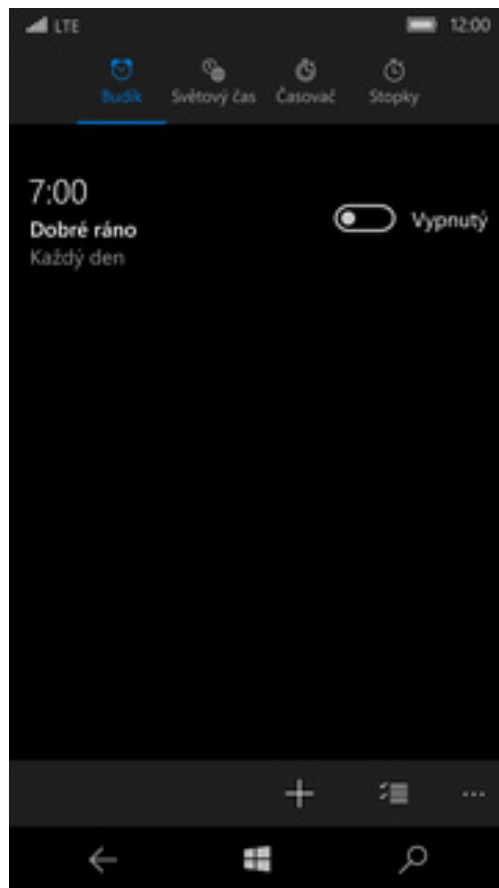 LTE 12:00
Budík Světový čas Časovač Stopky
7:00
Dobré ráno
Vypnutý
Každý den